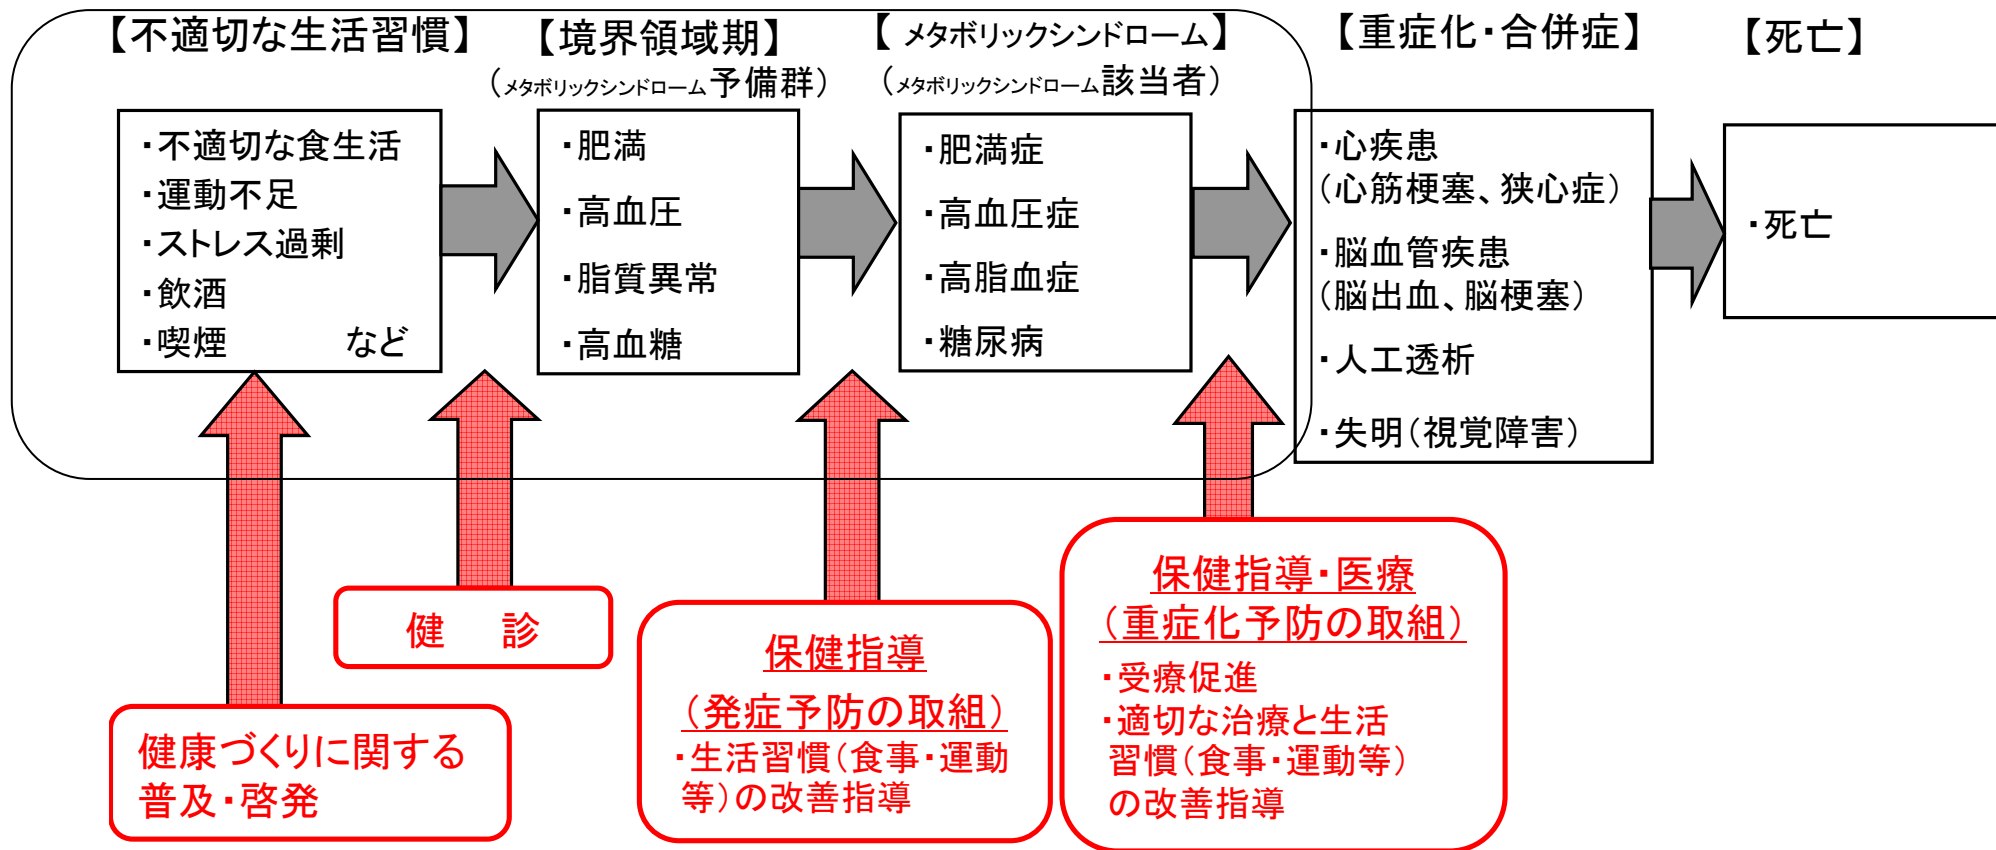 【不適切な生活習慣】
・不適切な食生活
・運動不足
・ストレス過剰
・飲酒
・喫煙　　　など
【境界領域期】
（メタボリックシンドローム予備群）
・肥満
・高血圧
・脂質異常
・高血糖
【メタボリックシンドローム】
（メタボリックシンドローム該当者）
・肥満症
・高血圧症
・高脂血症
・糖尿病
【重症化・合併症】
・心疾患
（心筋梗塞、狭心症）
・脳血管疾患
（脳出血、脳梗塞）
・人工透析
・失明（視覚障害）
【死亡】
・死亡
健康づくりに関する
普及・啓発
健　診
保健指導
（発症予防の取組）
・生活習慣（食事・運動
等）の改善指導
保健指導・医療
（重症化予防の取組）
・受療促進
・適切な治療と生活
習慣（食事・運動等）
の改善指導